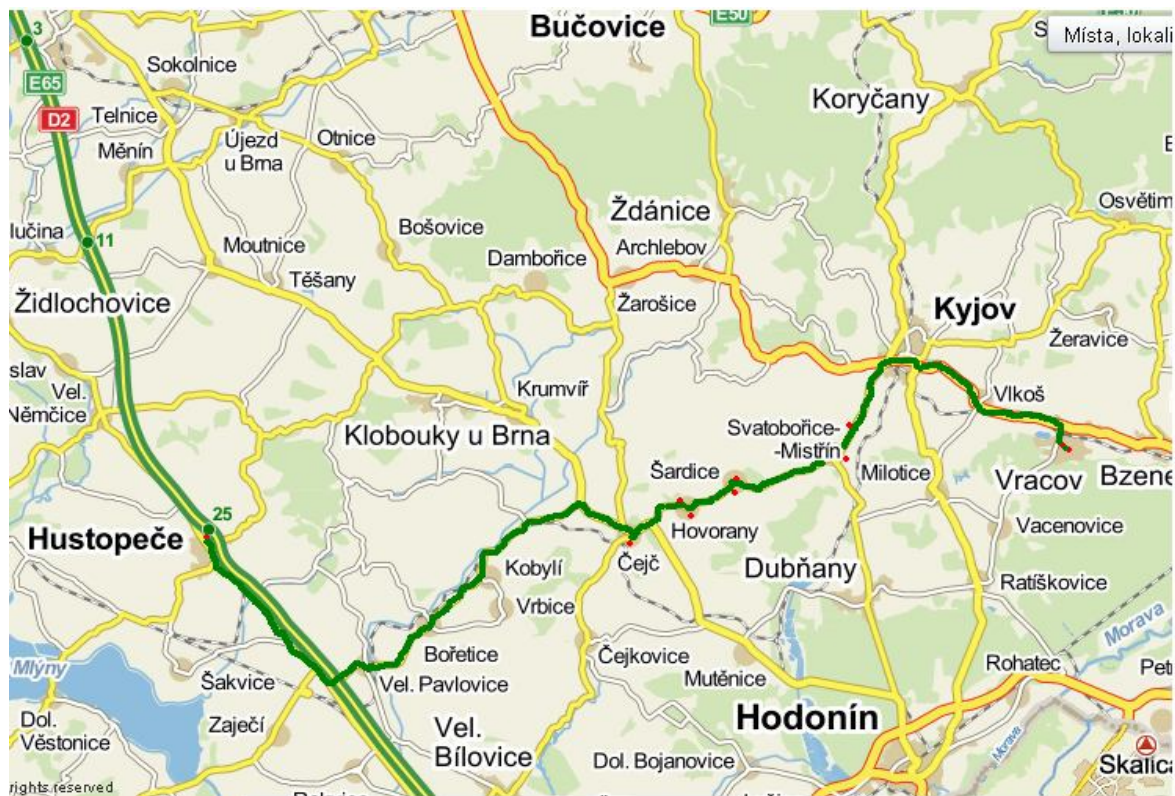 E50
Bučovice
Místa, lokali
3
Sokolnice
E65
Koryčany
D2
Telnice
Měnín
Újezd
u Brna
Otnice
Ždánice
Osvětim
lučina
11
Moutnice
Bošovice
Archlebov
Dambořice
Těšany
Židlochovice
Žarošice
Kyjov
Žeravice
slav
Vel.
Němčice
Krumvíř
Vlkoš
Klobouky u Brna
Svatobořice-
-Mistřín
Šardice
Milotice
Vracov
Bzene
25
Hustopeče
Hovorany
Vacenovice
Čejč
Kobylí
Dubňany
Ratíškovice
Vrbice
Morava
Mlýny
Bořetice
Čejkovice
Rohatec
Petr
Šakvice
Vel. Pavlovice
Mutěnice
Zaječí
Hodonín
Dol.
Věstonice
Vel.
Bílovice
Morava
Dol. Bojanovice
Skalica
rights reserved